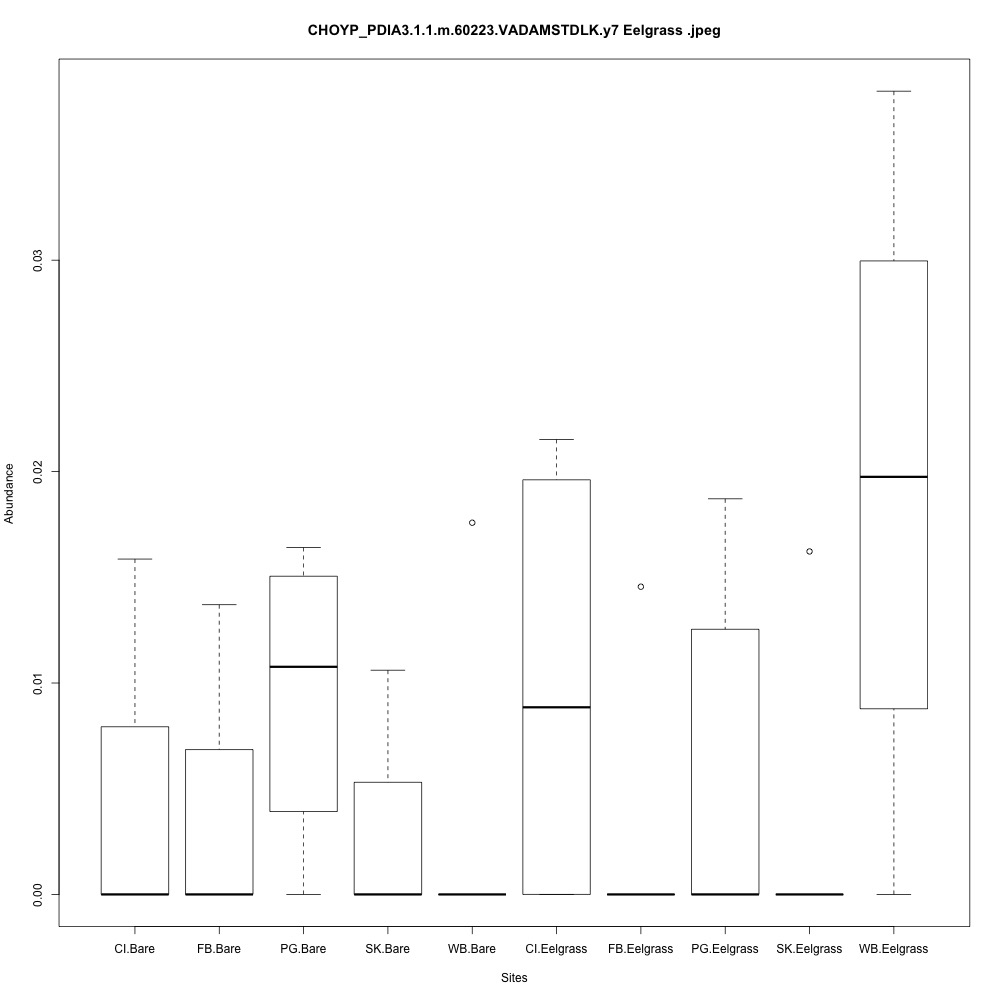 CHOYP_PDIA3.1.1.m.60223.VADAMSTDLK.y7 Eelgrass .jpeg
Abundance
0.03
0.02
0.01
0.00
CI.Bare FB.Bare PG.Bare SK.Bare WB.Bare CI.Eelgrass FB.Eelgrass PG.Eelgrass SK.Eelgrass WB.Eelgrass
Sites